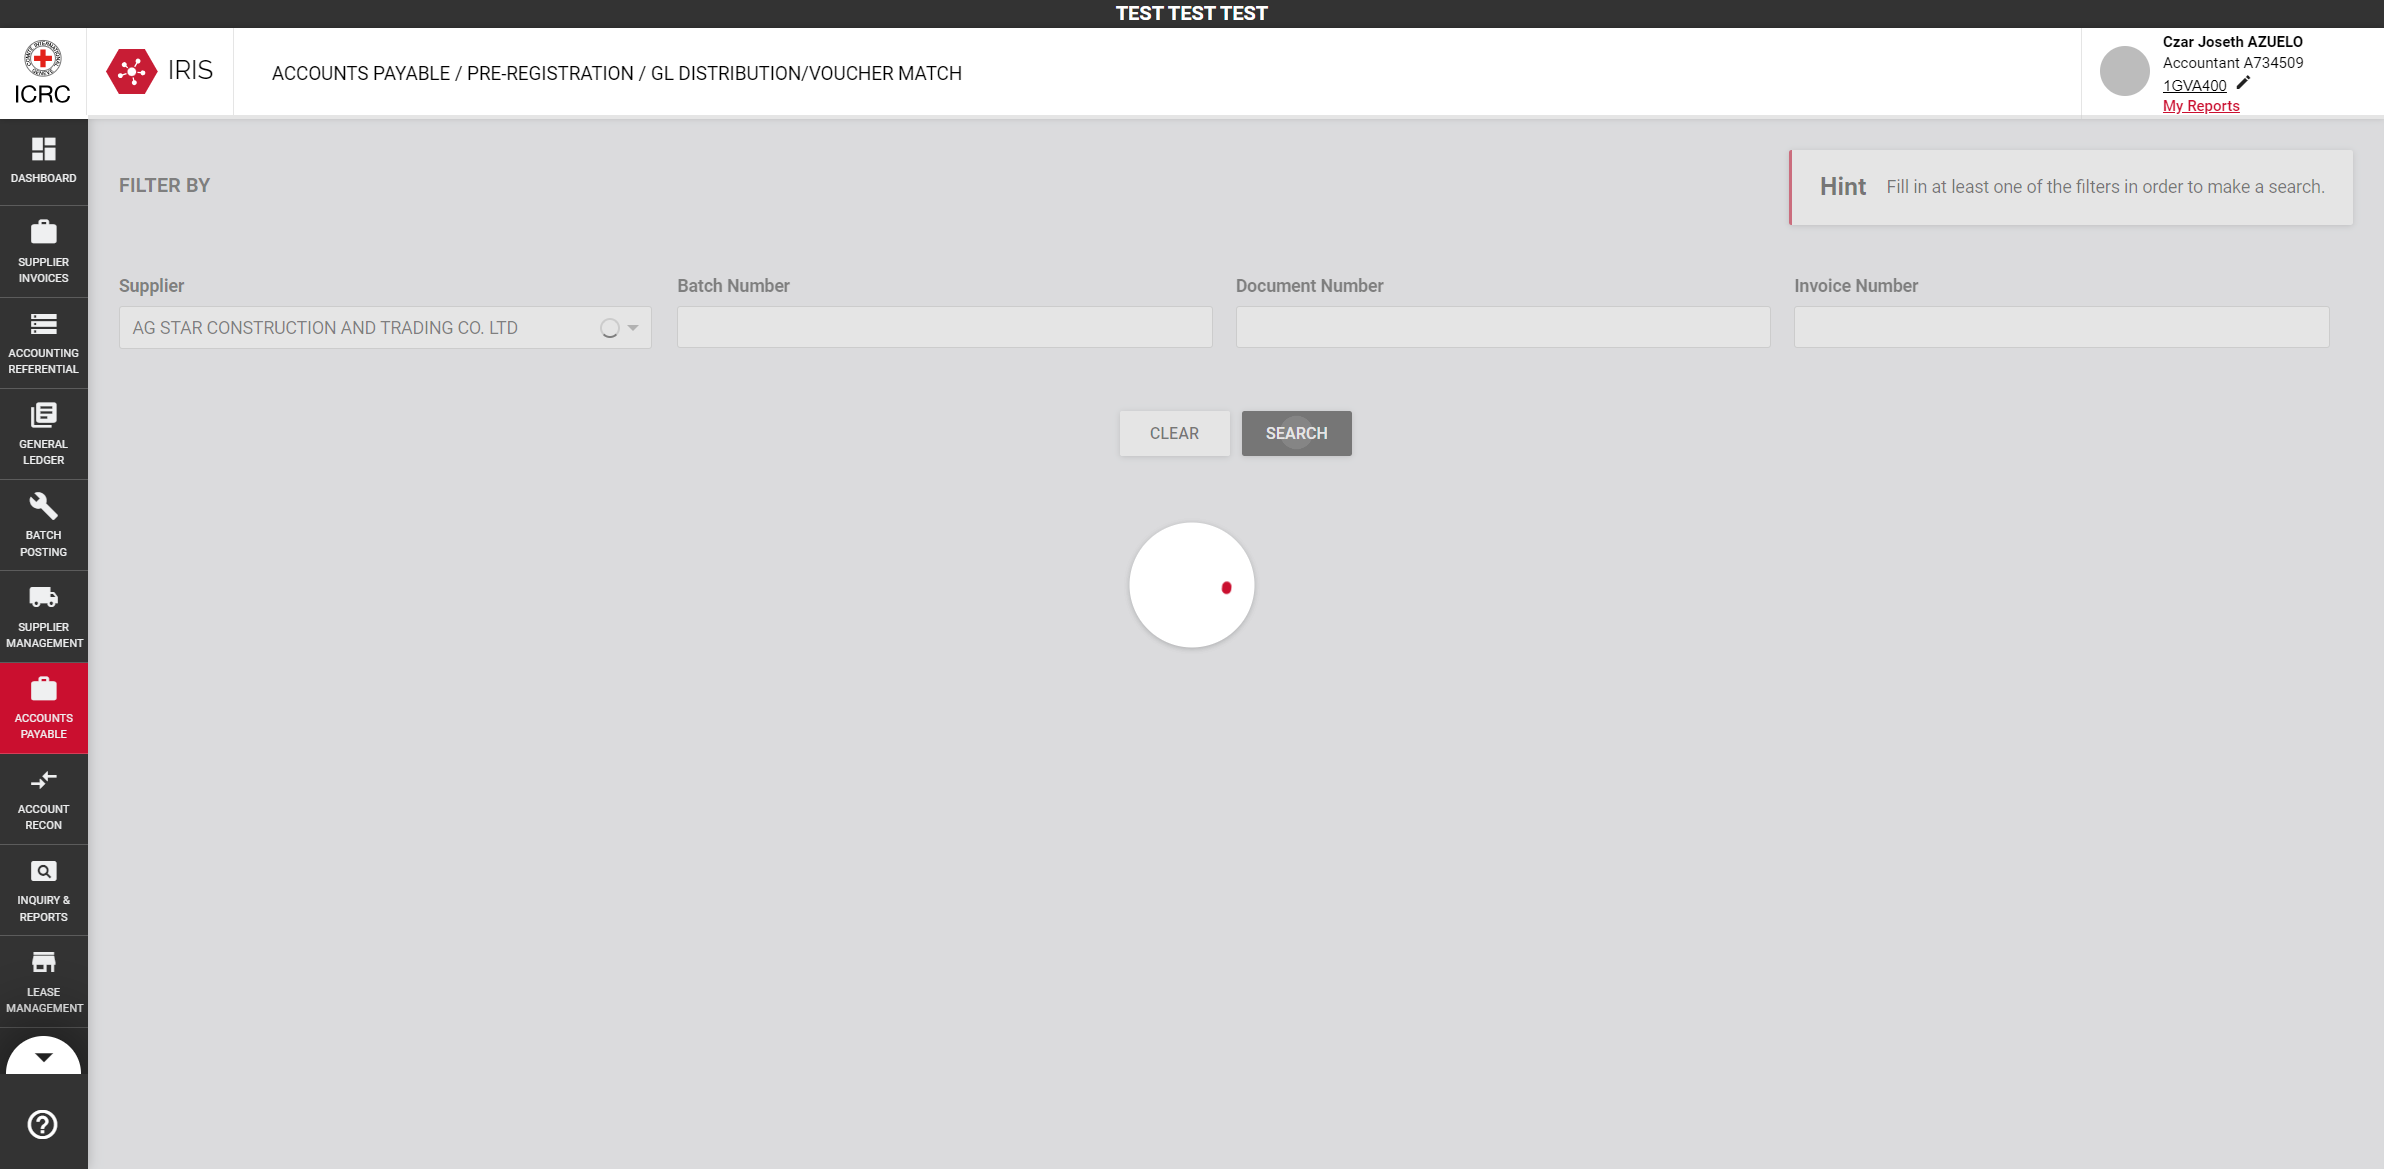 TEST TEST TEST
COMITE INTERNATIONAL GENEVE
ICRC
IRIS
ACCOUNTS PAYABLE / PRE-REGISTRATION / GL DISTRIBUTION/VOUCHER MATCH
Czar Joseth AZUELO
Accountant A734509
1GVA400
My Reports
DASHBOARD
SUPPLIER
INVOICES
ACCOUNTING
REFERENTIAL
GENERAL
LEDGER
BATCH
POSTING
SUPPLIER
MANAGEMENT
ACCOUNTS
PAYABLE
ACCOUNT
RECON
INQUIRY &
REPORTS
LEASE
MANAGEMENT
FILTER BY
Hint Fill in at least one of the filters in order to make a search.
Supplier Batch Number Document Number Invoice Number
AG STAR CONSTRUCTION AND TRADING CO. LTD
CLEAR SEARCH